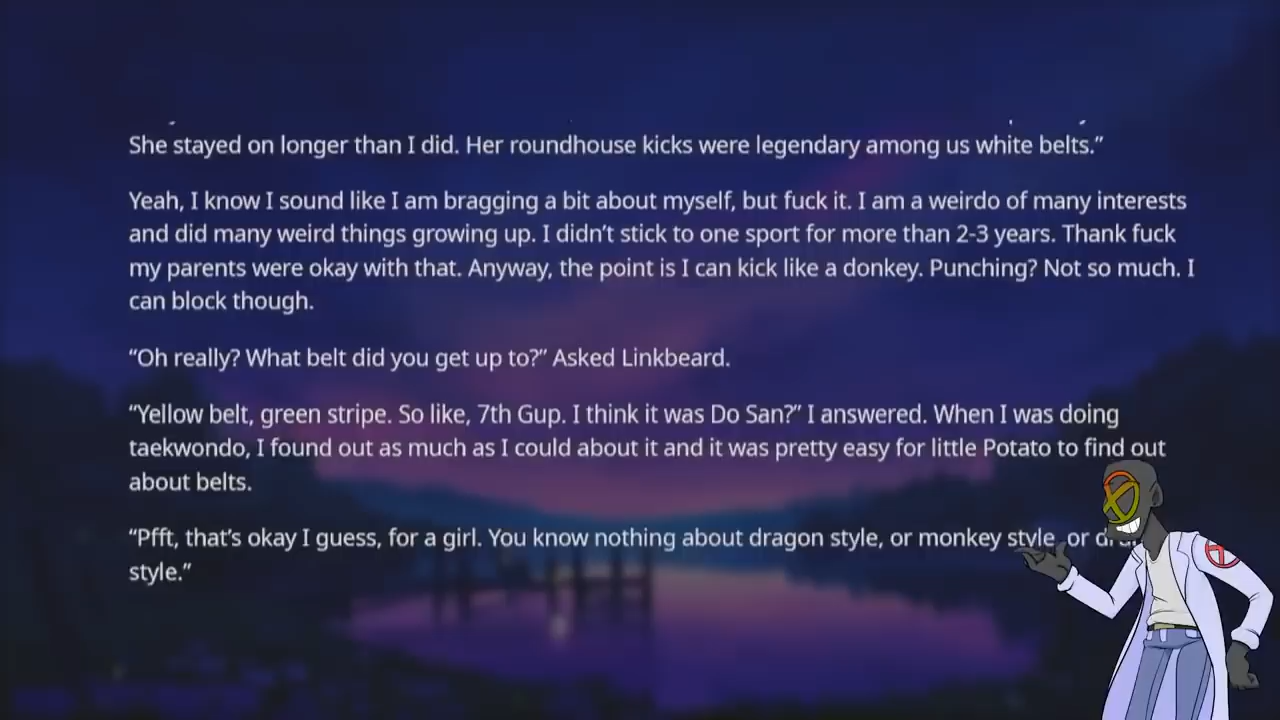 She stayed on longer than I did. Her roundhouse kicks were legendary among us white belts.”
Yeah, I know I sound like I am bragging a bit about myself, but fuck it. I am a weirdo of many interests
and did many weird things growing up. I didn’t stick to one sport for more than 2-3 years. Thank fuck
my parents were okay with that. Anyway, the point is I can kick like a donkey. Punching? Not so much. I
can block though.
“Oh really? What belt did you get up to?” Asked Linkbeard.
“Yellow belt, green stripe. So like, 7th Gup. I think it was Do San?” I answered. When I was doing
taekwondo, I found out as much as I could about it and it was pretty easy for little Potato to find out
about belts.
“Pfft, that’s okay I guess, for a girl. You know nothing about dragon style, or monkey style, or
style.”